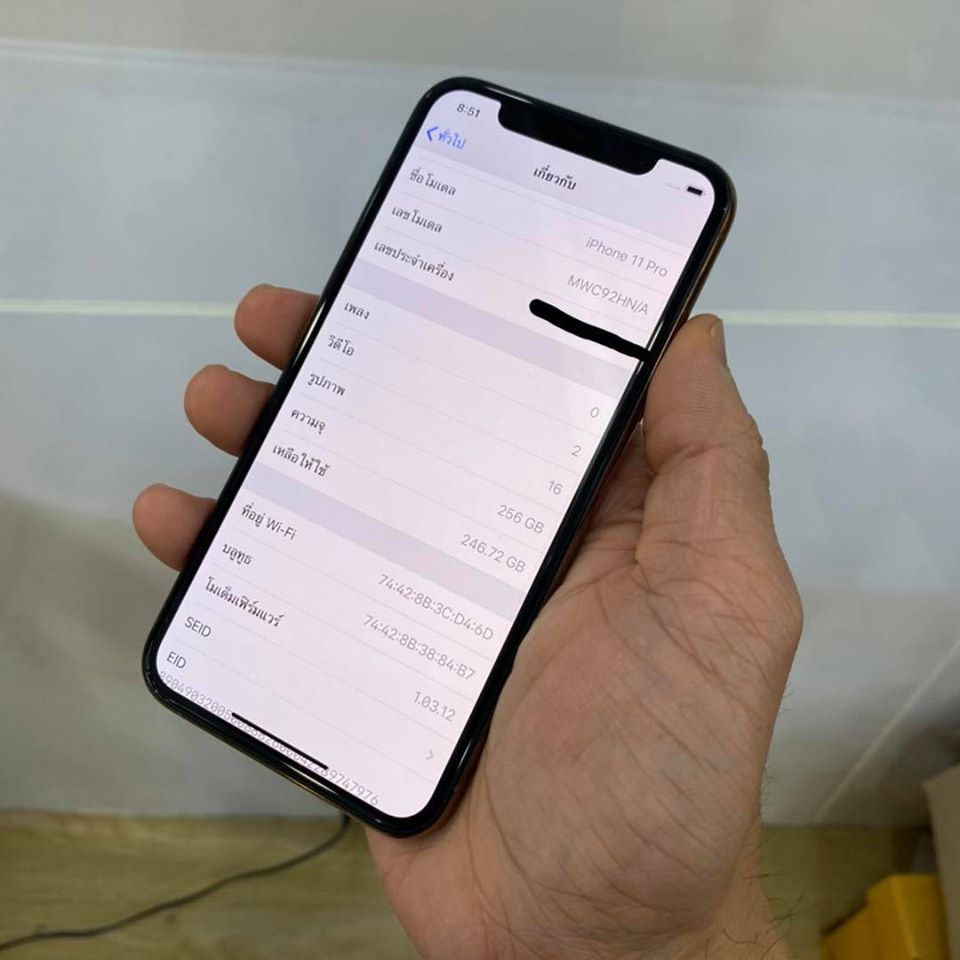 8:51
ทั่วไป
เกี่ยวกับ
ชื่อโมเดล iPhone 11 Pro
เลขโมเดล MWC92HN/A
เลขประจำเครื่อง
เพลง 0
วิดีโอ 2
รูปภาพ 16
ความจุ 256 GB
เหลือให้ใช้ 246.72 GB
ที่อยู่ Wi-Fi 74:42:8B:3C:D4:6D
บลูทูธ 74:42:8B:38:84:B7
โมเด็มเฟิร์มแวร์ 1.03.12
SEID
EID